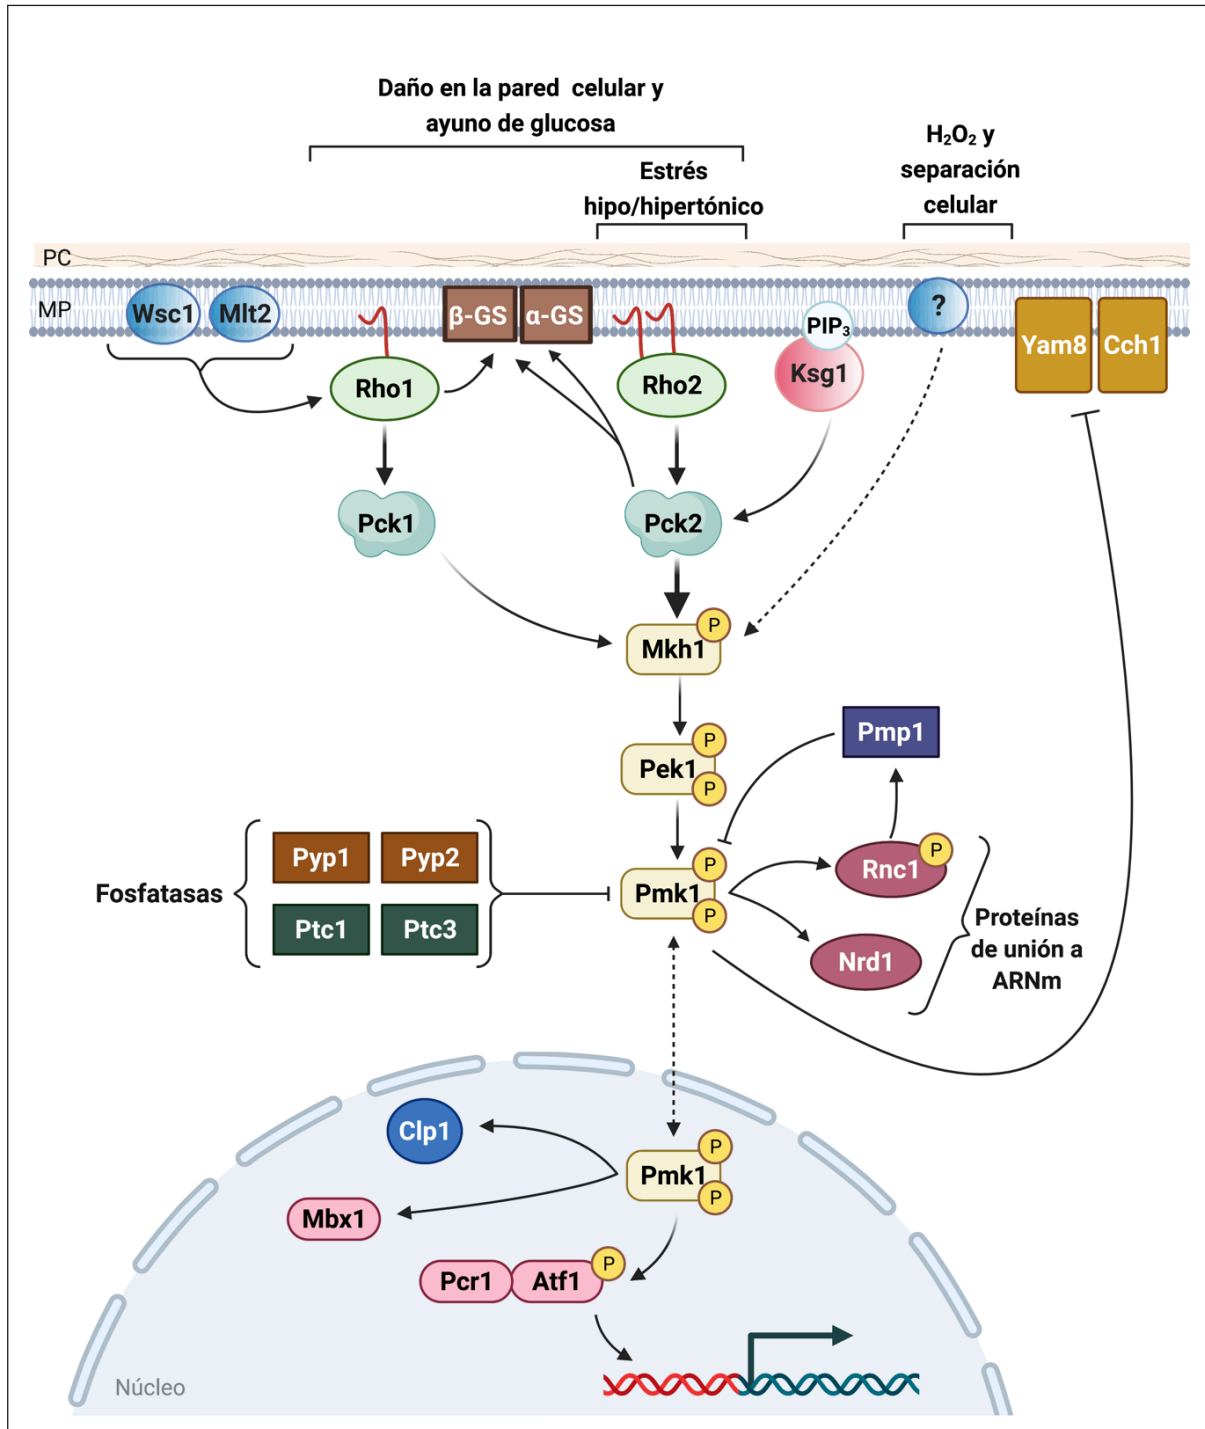 Daño en la pared celular y
ayuno de glucosa
H₂O₂ y
separación
celular
Estrés
hipo/hipertónico
PC
MP
Wsc1
Mlt2
β-GS
α-GS
PIP₃
?
Rho1
Rho2
Ksg1
Yam8
Cch1
Pck1
Pck2
P
Mkh1
P
Pek1
P
Pmp1
Pyp1
Pyp2
Fosfatasas
Ptc1
Ptc3
P
Pmk1
P
P
Rnc1
Nrd1
Proteínas
de unión a
ARNm
Clp1
P
Pmk1
P
Mbx1
Pcr1
Atf1
P
Núcleo